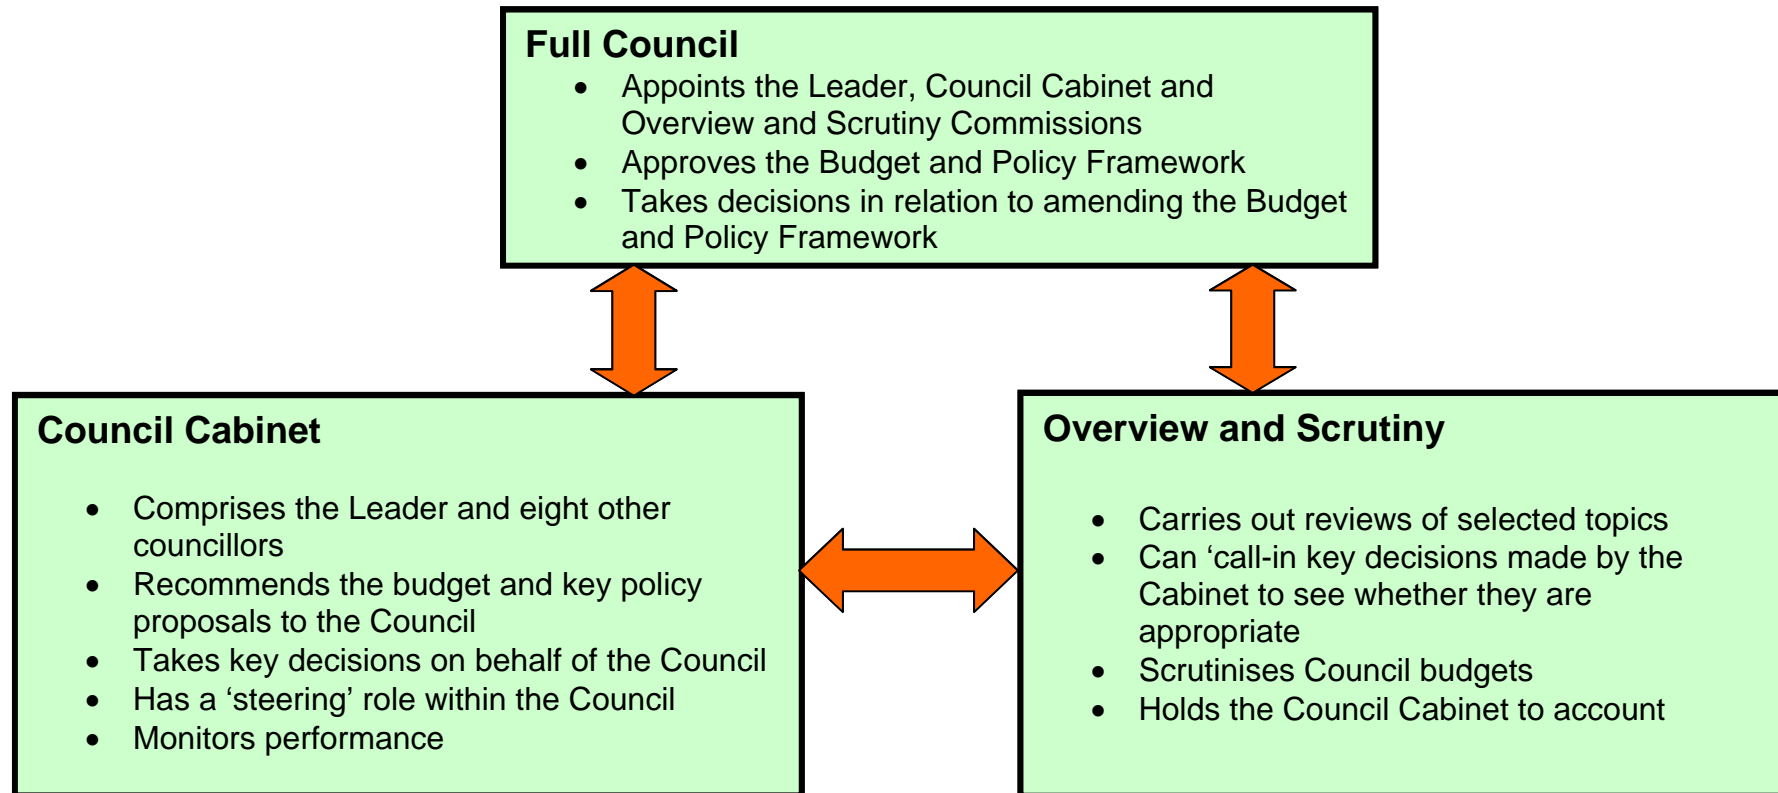 Full Council
• Appoints the Leader, Council Cabinet and
Overview and Scrutiny Commissions
• Approves the Budget and Policy Framework
• Takes decisions in relation to amending the Budget
and Policy Framework
Council Cabinet
• Comprises the Leader and eight other
councillors
• Recommends the budget and key policy
proposals to the Council
• Takes key decisions on behalf of the Council
• Has a ‘steering’ role within the Council
• Monitors performance
Overview and Scrutiny
• Carries out reviews of selected topics
• Can ‘call-in key decisions made by the
Cabinet to see whether they are
appropriate
• Scrutinises Council budgets
• Holds the Council Cabinet to account